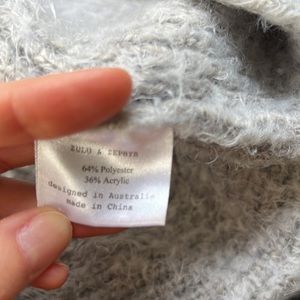 ZULU & ZEPHYR
64% Polyester
36% Acrylic
designed in Australia
made in China